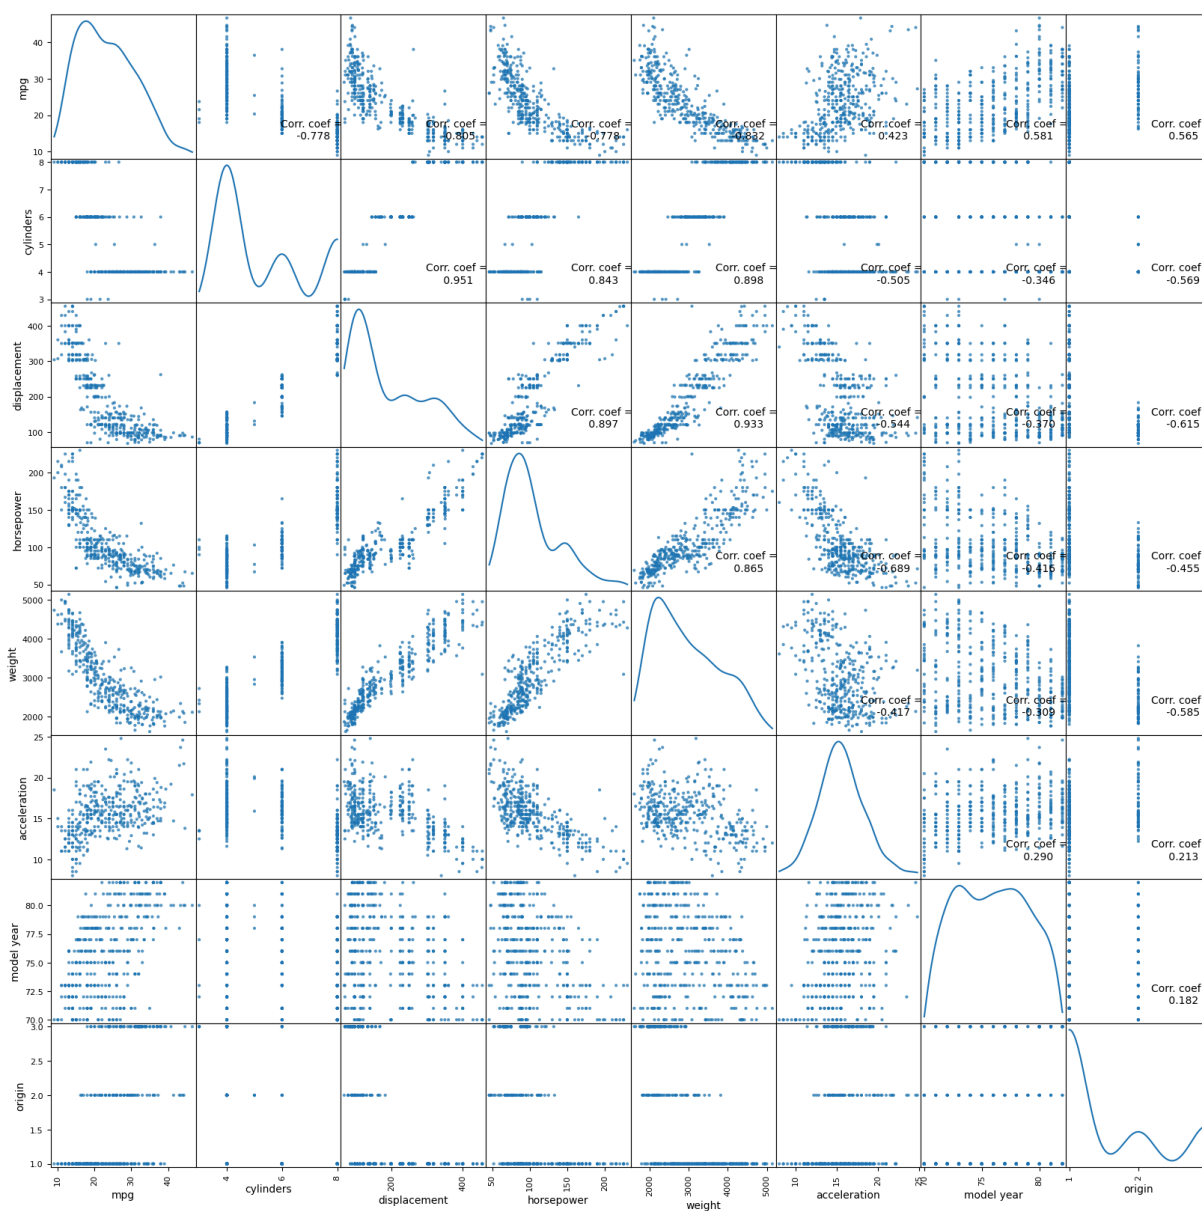 40
30
20
10
mpg
Corr. coef =
-0.778
Corr. coef =
-0.805
Corr. coef =
-0.778
Corr. coef =
-0.832
Corr. coef =
0.423
Corr. coef =
0.581
Corr. coef =
0.565
8
7
6
5
4
3
cylinders
Corr. coef =
0.951
Corr. coef =
0.843
Corr. coef =
0.898
Corr. coef =
-0.505
Corr. coef =
-0.346
Corr. coef =
-0.569
400
300
200
100
displacement
Corr. coef =
0.897
Corr. coef =
0.933
Corr. coef =
-0.544
Corr. coef =
-0.370
Corr. coef =
-0.615
200
150
100
50
horsepower
Corr. coef =
0.865
Corr. coef =
-0.689
Corr. coef =
-0.416
Corr. coef =
-0.455
5000
4000
3000
2000
weight
Corr. coef =
-0.417
Corr. coef =
-0.309
Corr. coef =
-0.585
25
20
15
10
acceleration
Corr. coef =
0.290
Corr. coef =
0.213
80.0
77.5
75.0
72.5
70.0
model year
Corr. coef =
0.182
3.0
2.5
2.0
1.5
1.0
origin
10 20 30 40
mpg
4 6 8
cylinders
200 400
displacement
50 100 150 200
horsepower
2000 3000 4000 5000
weight
10 15 20 25
acceleration
70 75 80
model year
1 2
origin